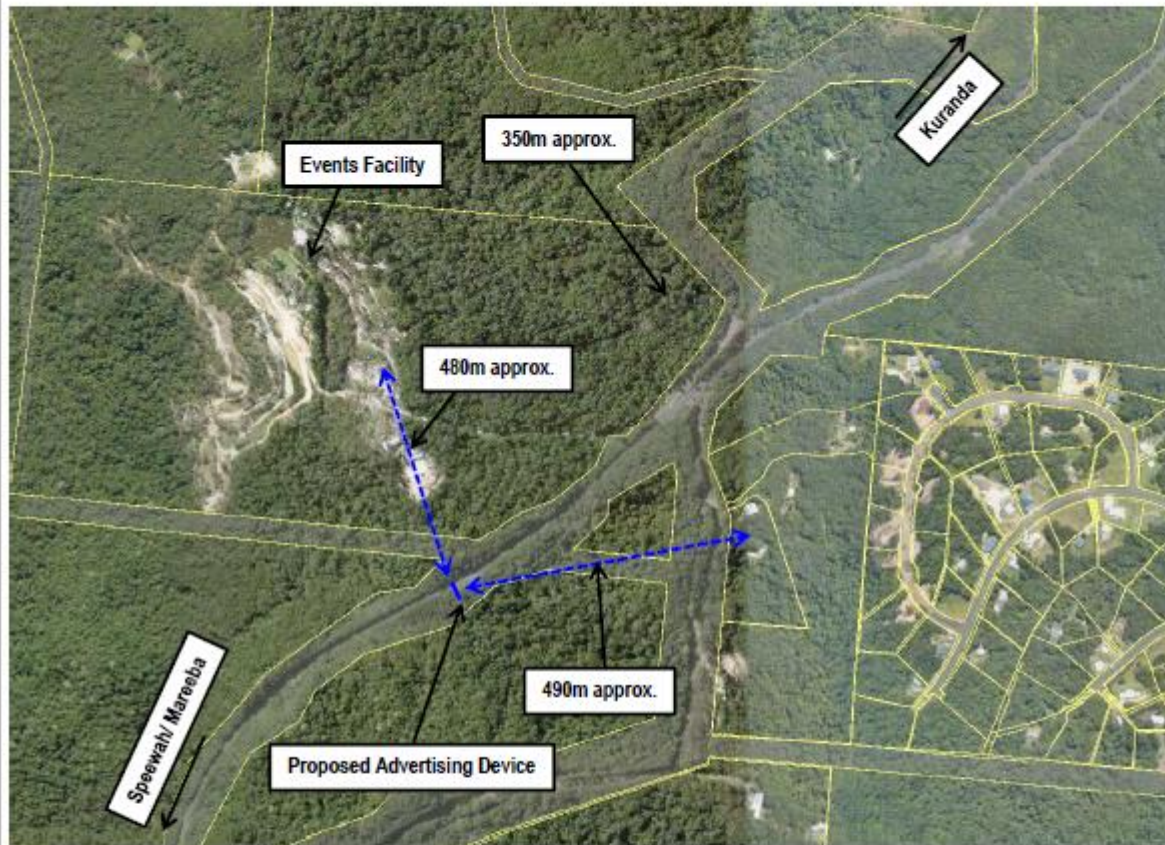 Kuranda
350m approx.
Events Facility
480m approx.
490m approx.
Speewah/ Mareeba
Proposed Advertising Device